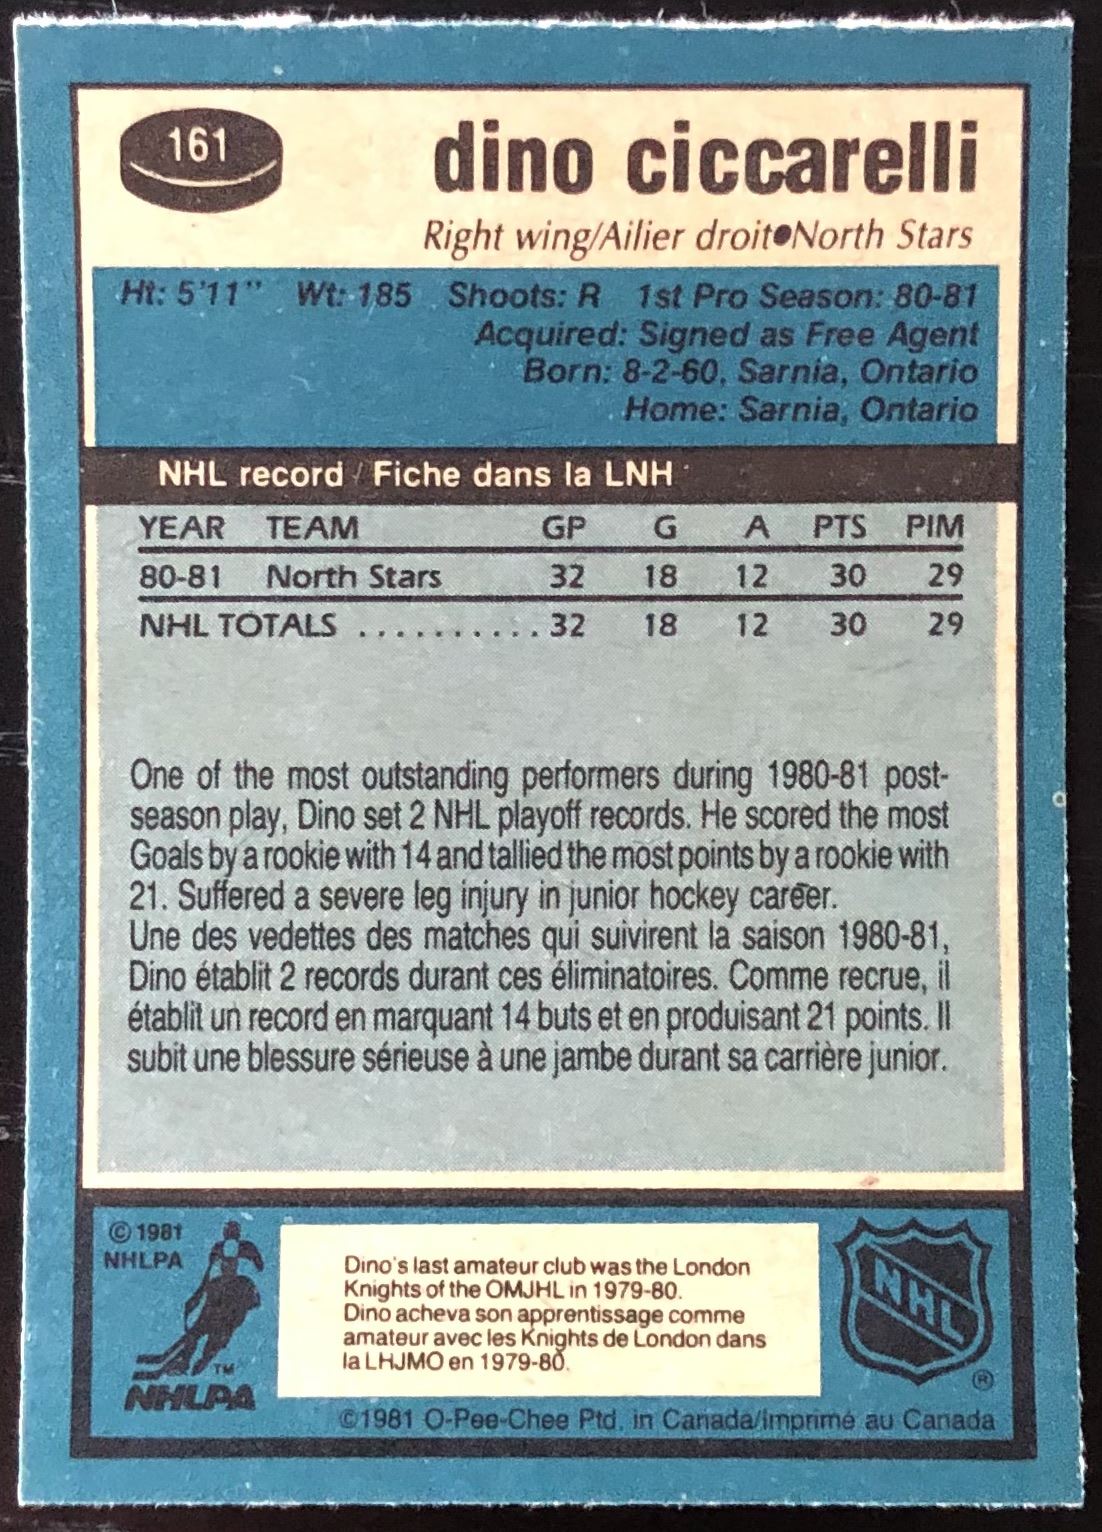 161
dino ciccarelli
Right wing/Ailier droit●North Stars
Ht: 5'11" Wt: 185 Shoots: R 1st Pro Season: 80-81
Acquired: Signed as Free Agent
Born: 8-2-60, Sarnia, Ontario
Home: Sarnia, Ontario
NHL record / Fiche dans la LNH
YEAR TEAM GP G A PTS PIM
80-81 North Stars 32 18 12 30 29
NHL TOTALS .......... 32 18 12 30 29
One of the most outstanding performers during 1980-81 post-
season play, Dino set 2 NHL playoff records. He scored the most
Goals by a rookie with 14 and tallied the most points by a rookie with
21. Suffered a severe leg injury in junior hockey career.
Une des vedettes des matches qui suivirent la saison 1980-81,
Dino établit 2 records durant ces éliminatoires. Comme recrue, il
établit un record en marquant 14 buts et en produisant 21 points. Il
subit une blessure sérieuse à une jambe durant sa carrière junior.
© 1981
NHLPA
TM
NHLPA
Dino's last amateur club was the London
Knights of the OMJHL in 1979-80.
Dino acheva son apprentissage comme
amateur avec les Knights de London dans
la LHJMO en 1979-80.
NHL
®
©1981 O-Pee-Chee Ptd. in Canada/Imprimé au Canada